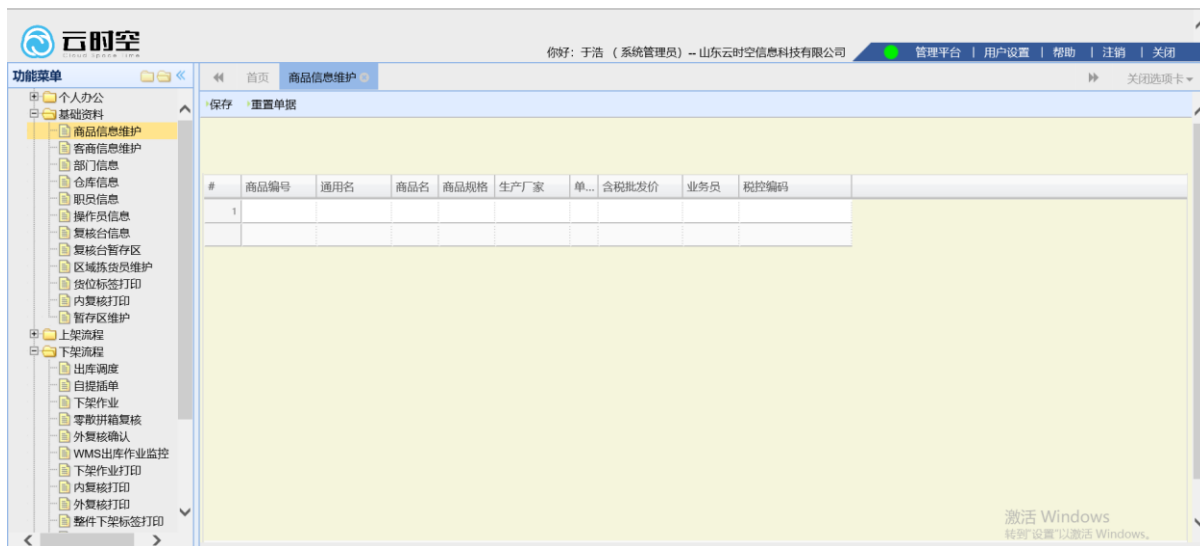 云时空
Cloud Space Time
你好：于浩 （系统管理员）-- 山东云时空信息科技有限公司
管理平台 | 用户设置 | 帮助 | 注销 | 关闭
功能菜单
首页 商品信息维护 关闭选项卡
个人办公
基础资料
商品信息维护
客商信息维护
部门信息
仓库信息
职员信息
操作员信息
复核台信息
复核台暂存区
区域拣货员维护
货位标签打印
内复核打印
暂存区维护
上架流程
下架流程
出库调度
自提插单
下架作业
零散拼箱复核
外复核确认
WMS出库作业监控
下架作业打印
内复核打印
外复核打印
整件下架标签打印
保存 重置单据
# 商品编号 通用名 商品名 商品规格 生产厂家 单... 含税批发价 业务员 税控编码
1
激活 Windows
转到"设置"以激活 Windows。